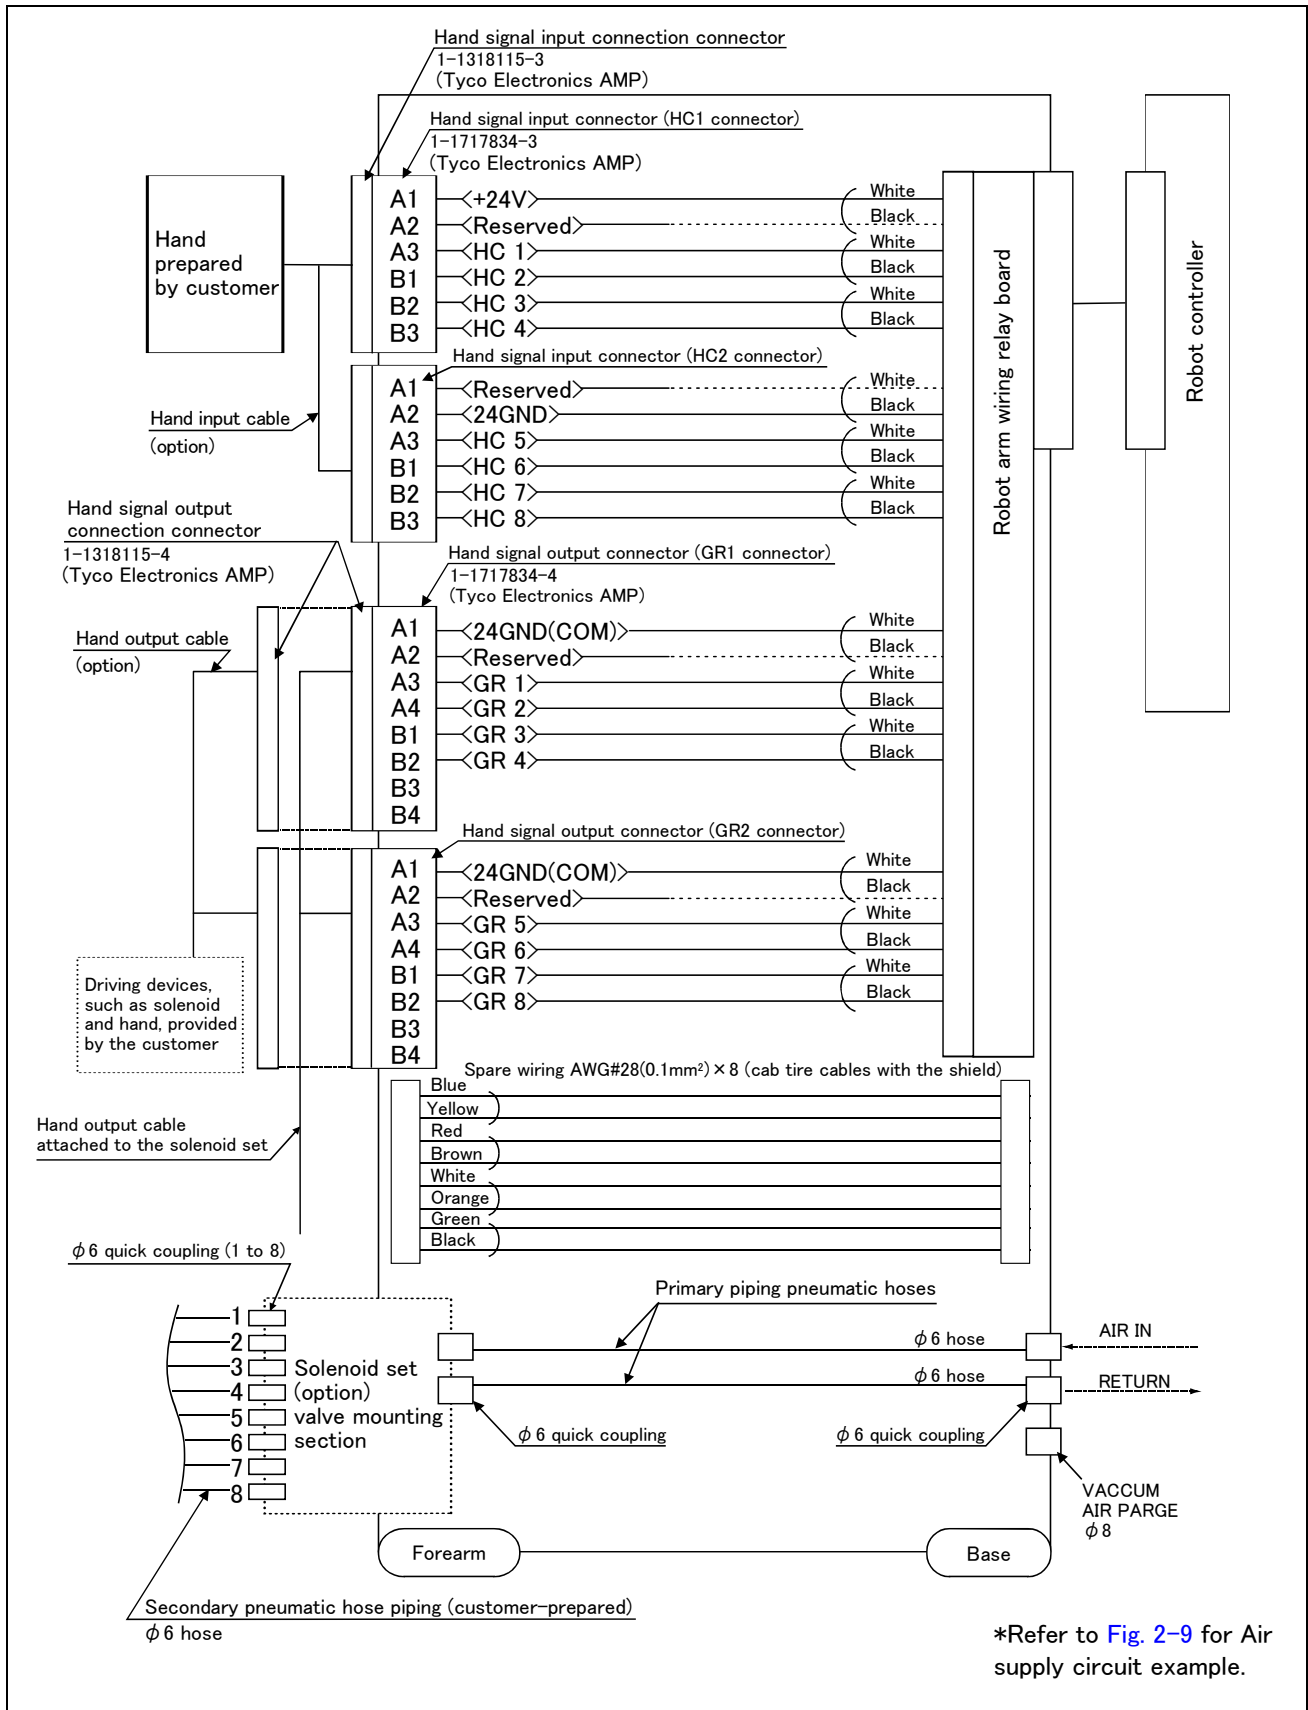 Hand signal input connection connector
1-1318115-3
(Tyco Electronics AMP)
Hand signal input connector (HC1 connector)
1-1717834-3
(Tyco Electronics AMP)
Hand
prepared
by customer
A1 <+24V> White
A2 <Reserved> Black
A3 <HC 1> White
B1 <HC 2> Black
B2 <HC 3> White
B3 <HC 4> Black
Robot arm wiring relay board
Robot controller
Hand signal input connector (HC2 connector)
A1 <Reserved> White
A2 <24GND> Black
A3 <HC 5> White
B1 <HC 6> Black
B2 <HC 7> White
B3 <HC 8> Black
Hand input cable
(option)
Hand signal output
connection connector
1-1318115-4
(Tyco Electronics AMP)
Hand signal output connector (GR1 connector)
1-1717834-4
(Tyco Electronics AMP)
Hand output cable
(option)
A1 <24GND(COM)> White
A2 <Reserved> Black
A3 <GR 1> White
A4 <GR 2> Black
B1 <GR 3> White
B2 <GR 4> Black
B3
B4
Hand signal output connector (GR2 connector)
A1 <24GND(COM)> White
A2 <Reserved> Black
A3 <GR 5> White
A4 <GR 6> Black
B1 <GR 7> White
B2 <GR 8> Black
B3
B4
Driving devices,
such as solenoid
and hand, provided
by the customer
Spare wiring AWG#28(0.1mm²)×8 (cab tire cables with the shield)
Blue
Yellow
Red
Brown
White
Orange
Green
Black
Hand output cable
attached to the solenoid set
φ6 quick coupling (1 to 8)
Primary piping pneumatic hoses
1
2
3
4
5
6
7
8
Solenoid set
(option)
valve mounting
section
φ6 hose
AIR IN
φ6 hose
RETURN
φ6 quick coupling
φ6 quick coupling
VACCUM
AIR PARGE
φ8
Forearm
Base
Secondary pneumatic hose piping (customer-prepared)
φ6 hose
*Refer to Fig. 2-9 for Air
supply circuit example.